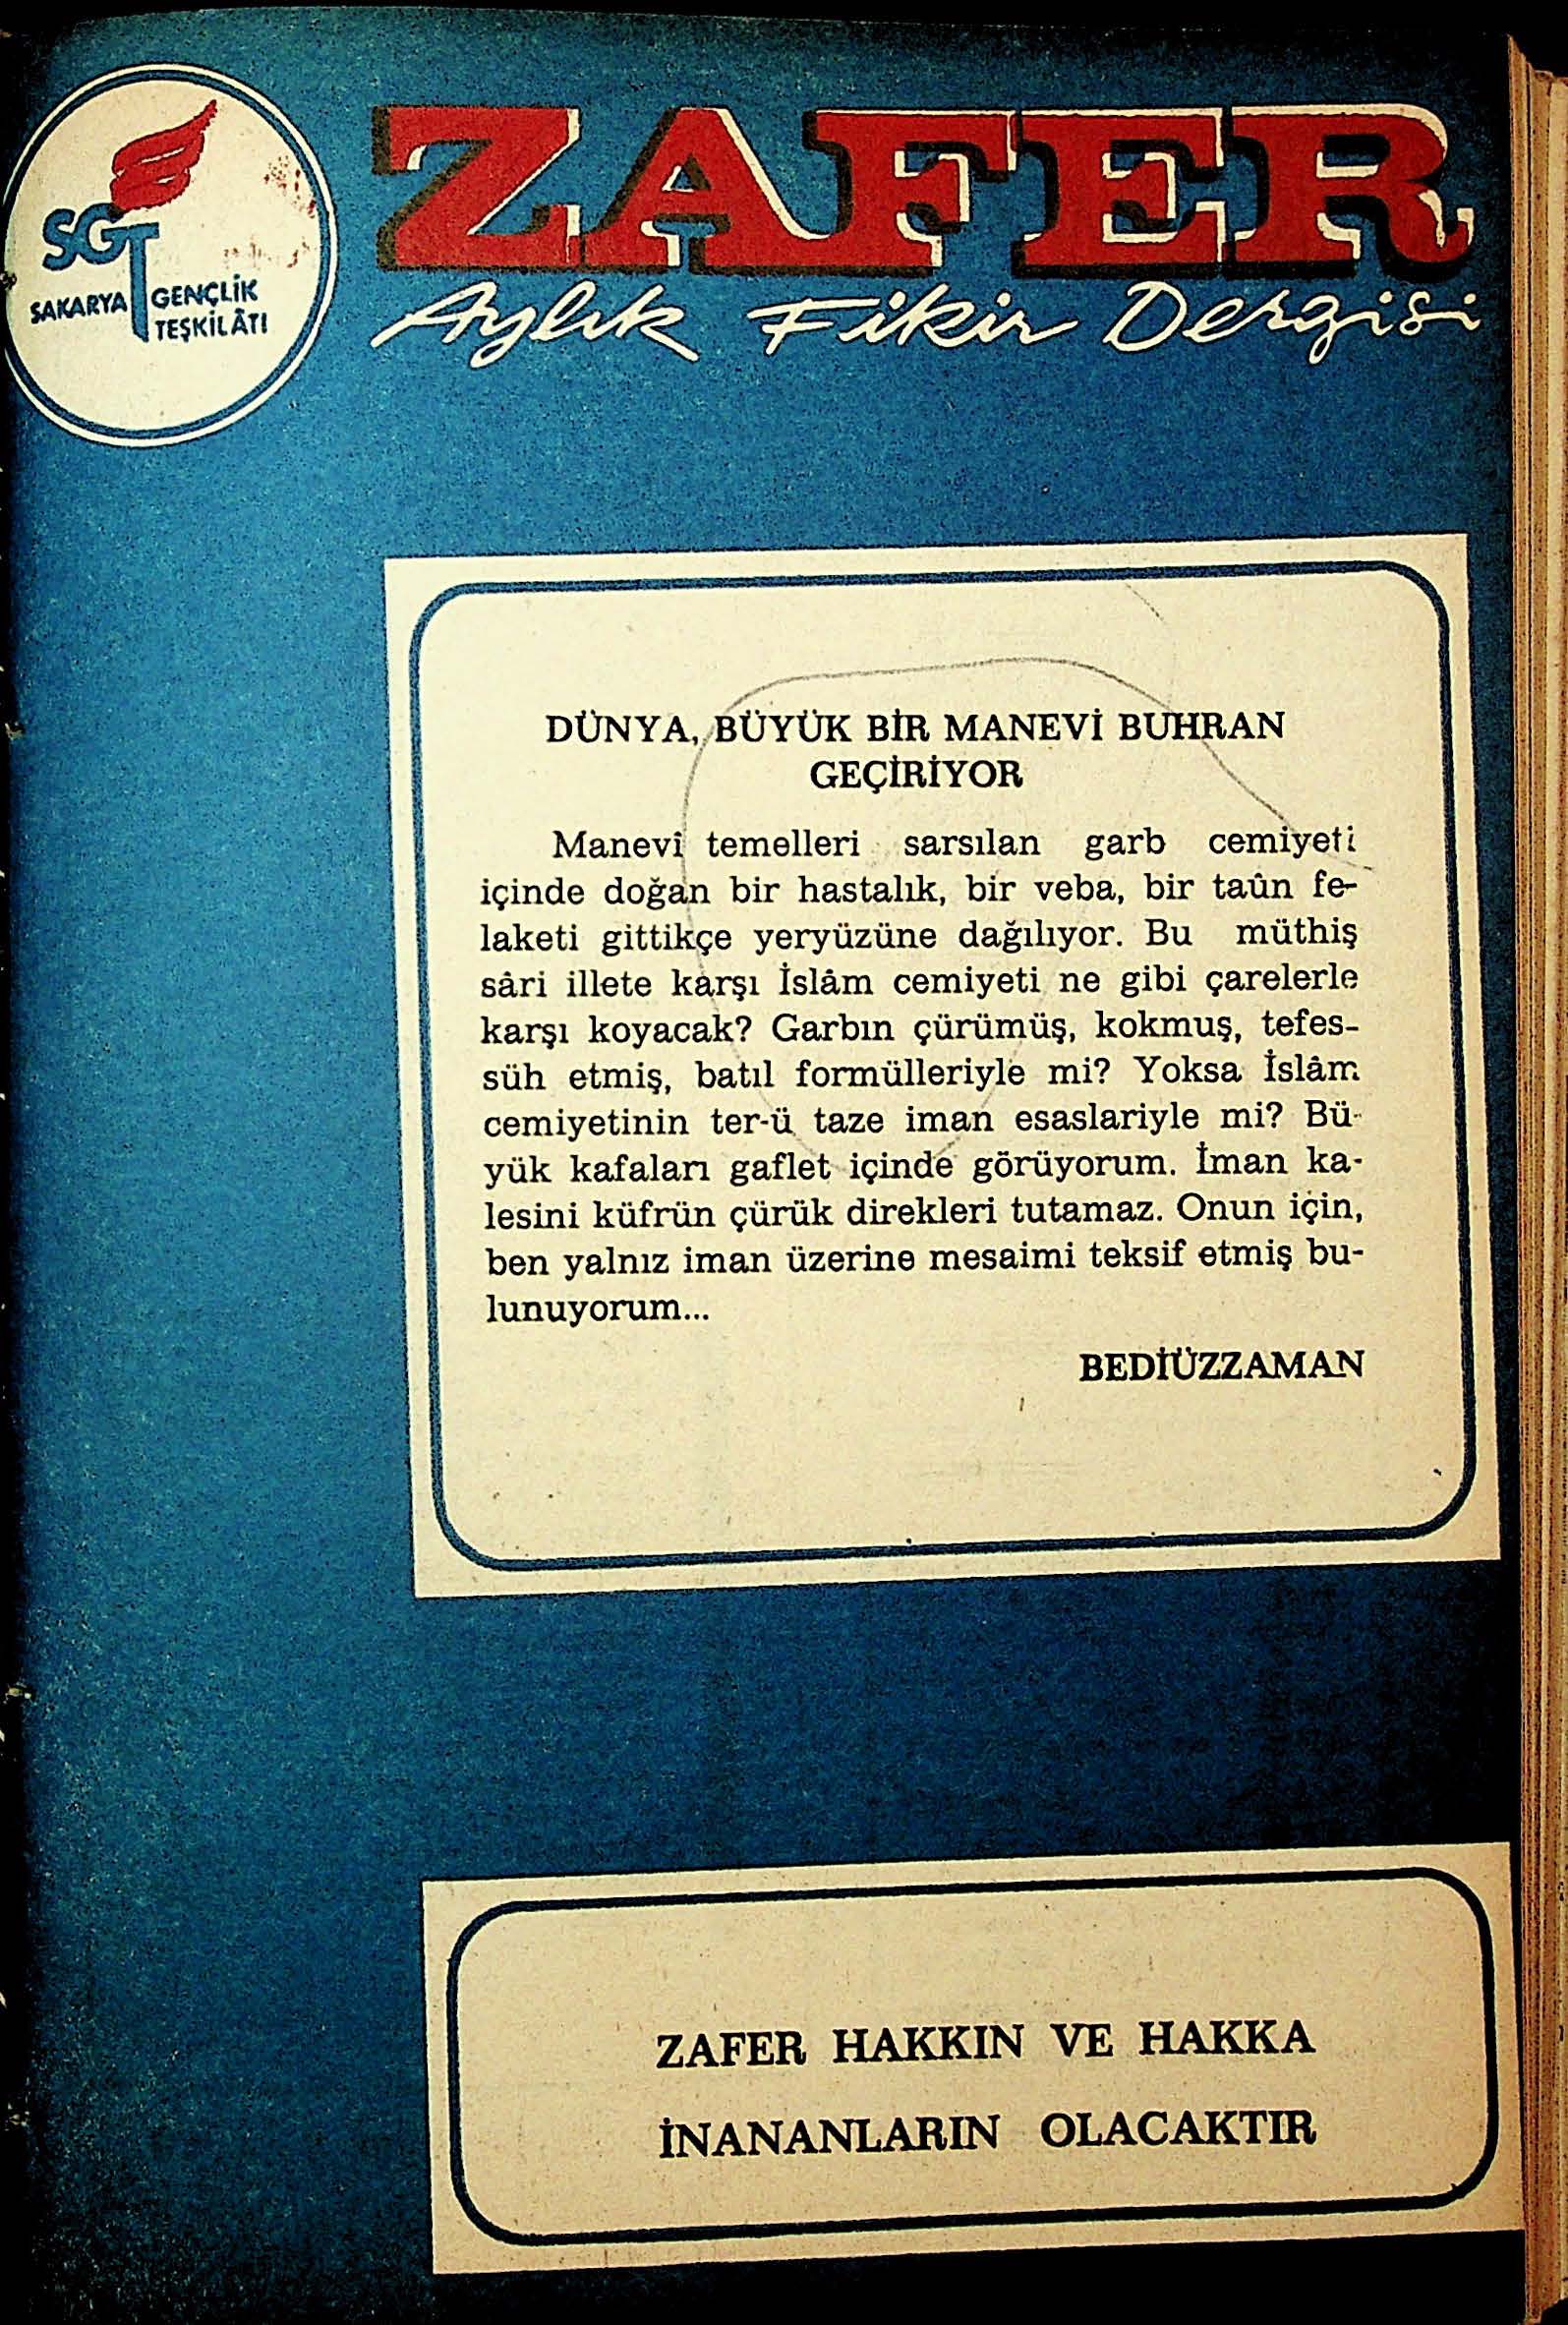 SGT
SAKARYA GENÇLİK
TEŞKİLÂTI
ZAFER
Aylık Fikir Dergisi
DÜNYA, BÜYÜK BİR MANEVİ BUHRAN
GEÇİRİYOR
Manevî temelleri sarsılan garb cemiyeti
içinde doğan bir hastalık, bir veba, bir taûn fe-
laketi gittikçe yeryüzüne dağılıyor. Bu müthiş
sâri illete karşı İslâm cemiyeti ne gibi çarelerle
karşı koyacak? Garbın çürümüş, kokmuş, tefes-
süh etmiş, batıl formülleriyle mi? Yoksa İslâm
cemiyetinin ter-ü taze iman esaslariyle mi? Bü-
yük kafaları gaflet içinde görüyorum. İman ka-
lesini küfrün çürük direkleri tutamaz. Onun için,
ben yalnız iman üzerine mesaimi teksif etmiş bu-
lunuyorum...
BEDİÜZZAMAN
ZAFER HAKKIN VE HAKKA
İNANANLARIN OLACAKTIR